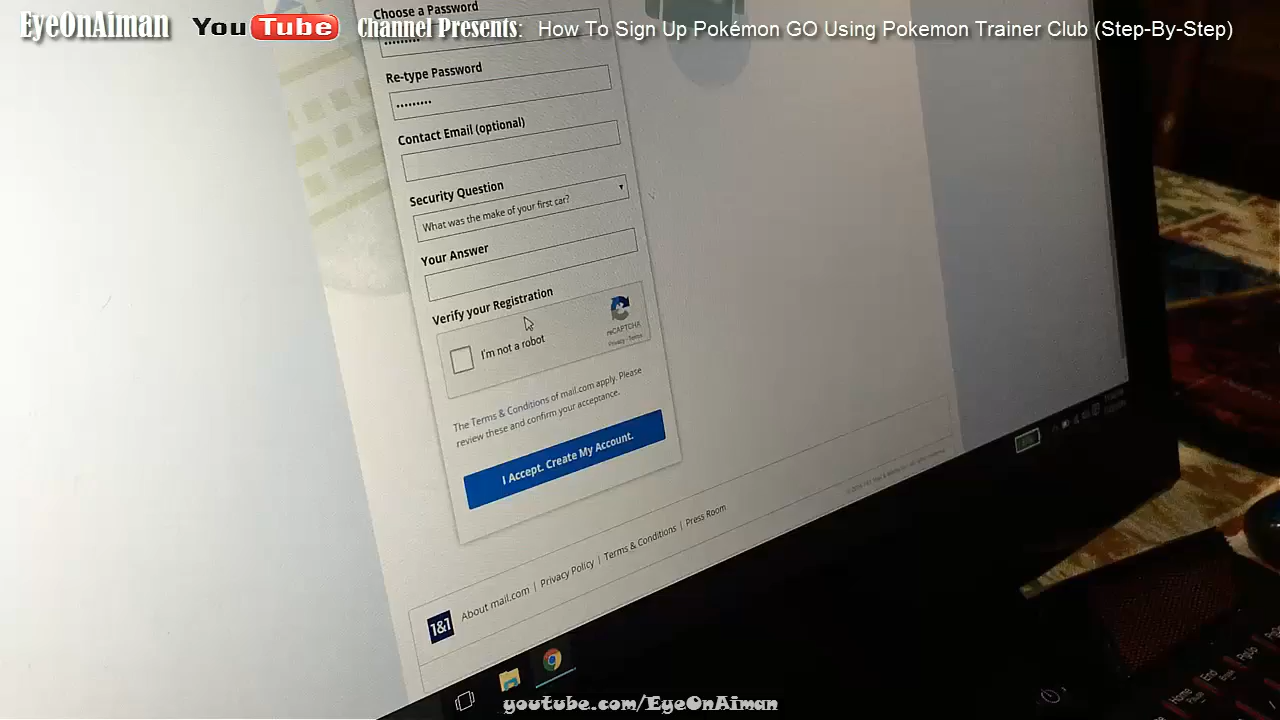 EyeOnAiman YouTube Channel Presents: How To Sign Up Pokémon GO Using Pokemon Trainer Club (Step-By-Step)
Choose a Password
Re-type Password
Contact Email (optional)
Security Question
What was the make of your first car?
Your Answer
Verify your Registration
I'm not a robot
reCAPTCHA
Privacy - Terms
The Terms & Conditions of mail.com apply. Please
review these and confirm your acceptance.
I Accept. Create My Account.
1&1 About mail.com | Privacy Policy | Terms & Conditions | Press Room
Home
End
PgUp
youtube.com/EyeOnAiman